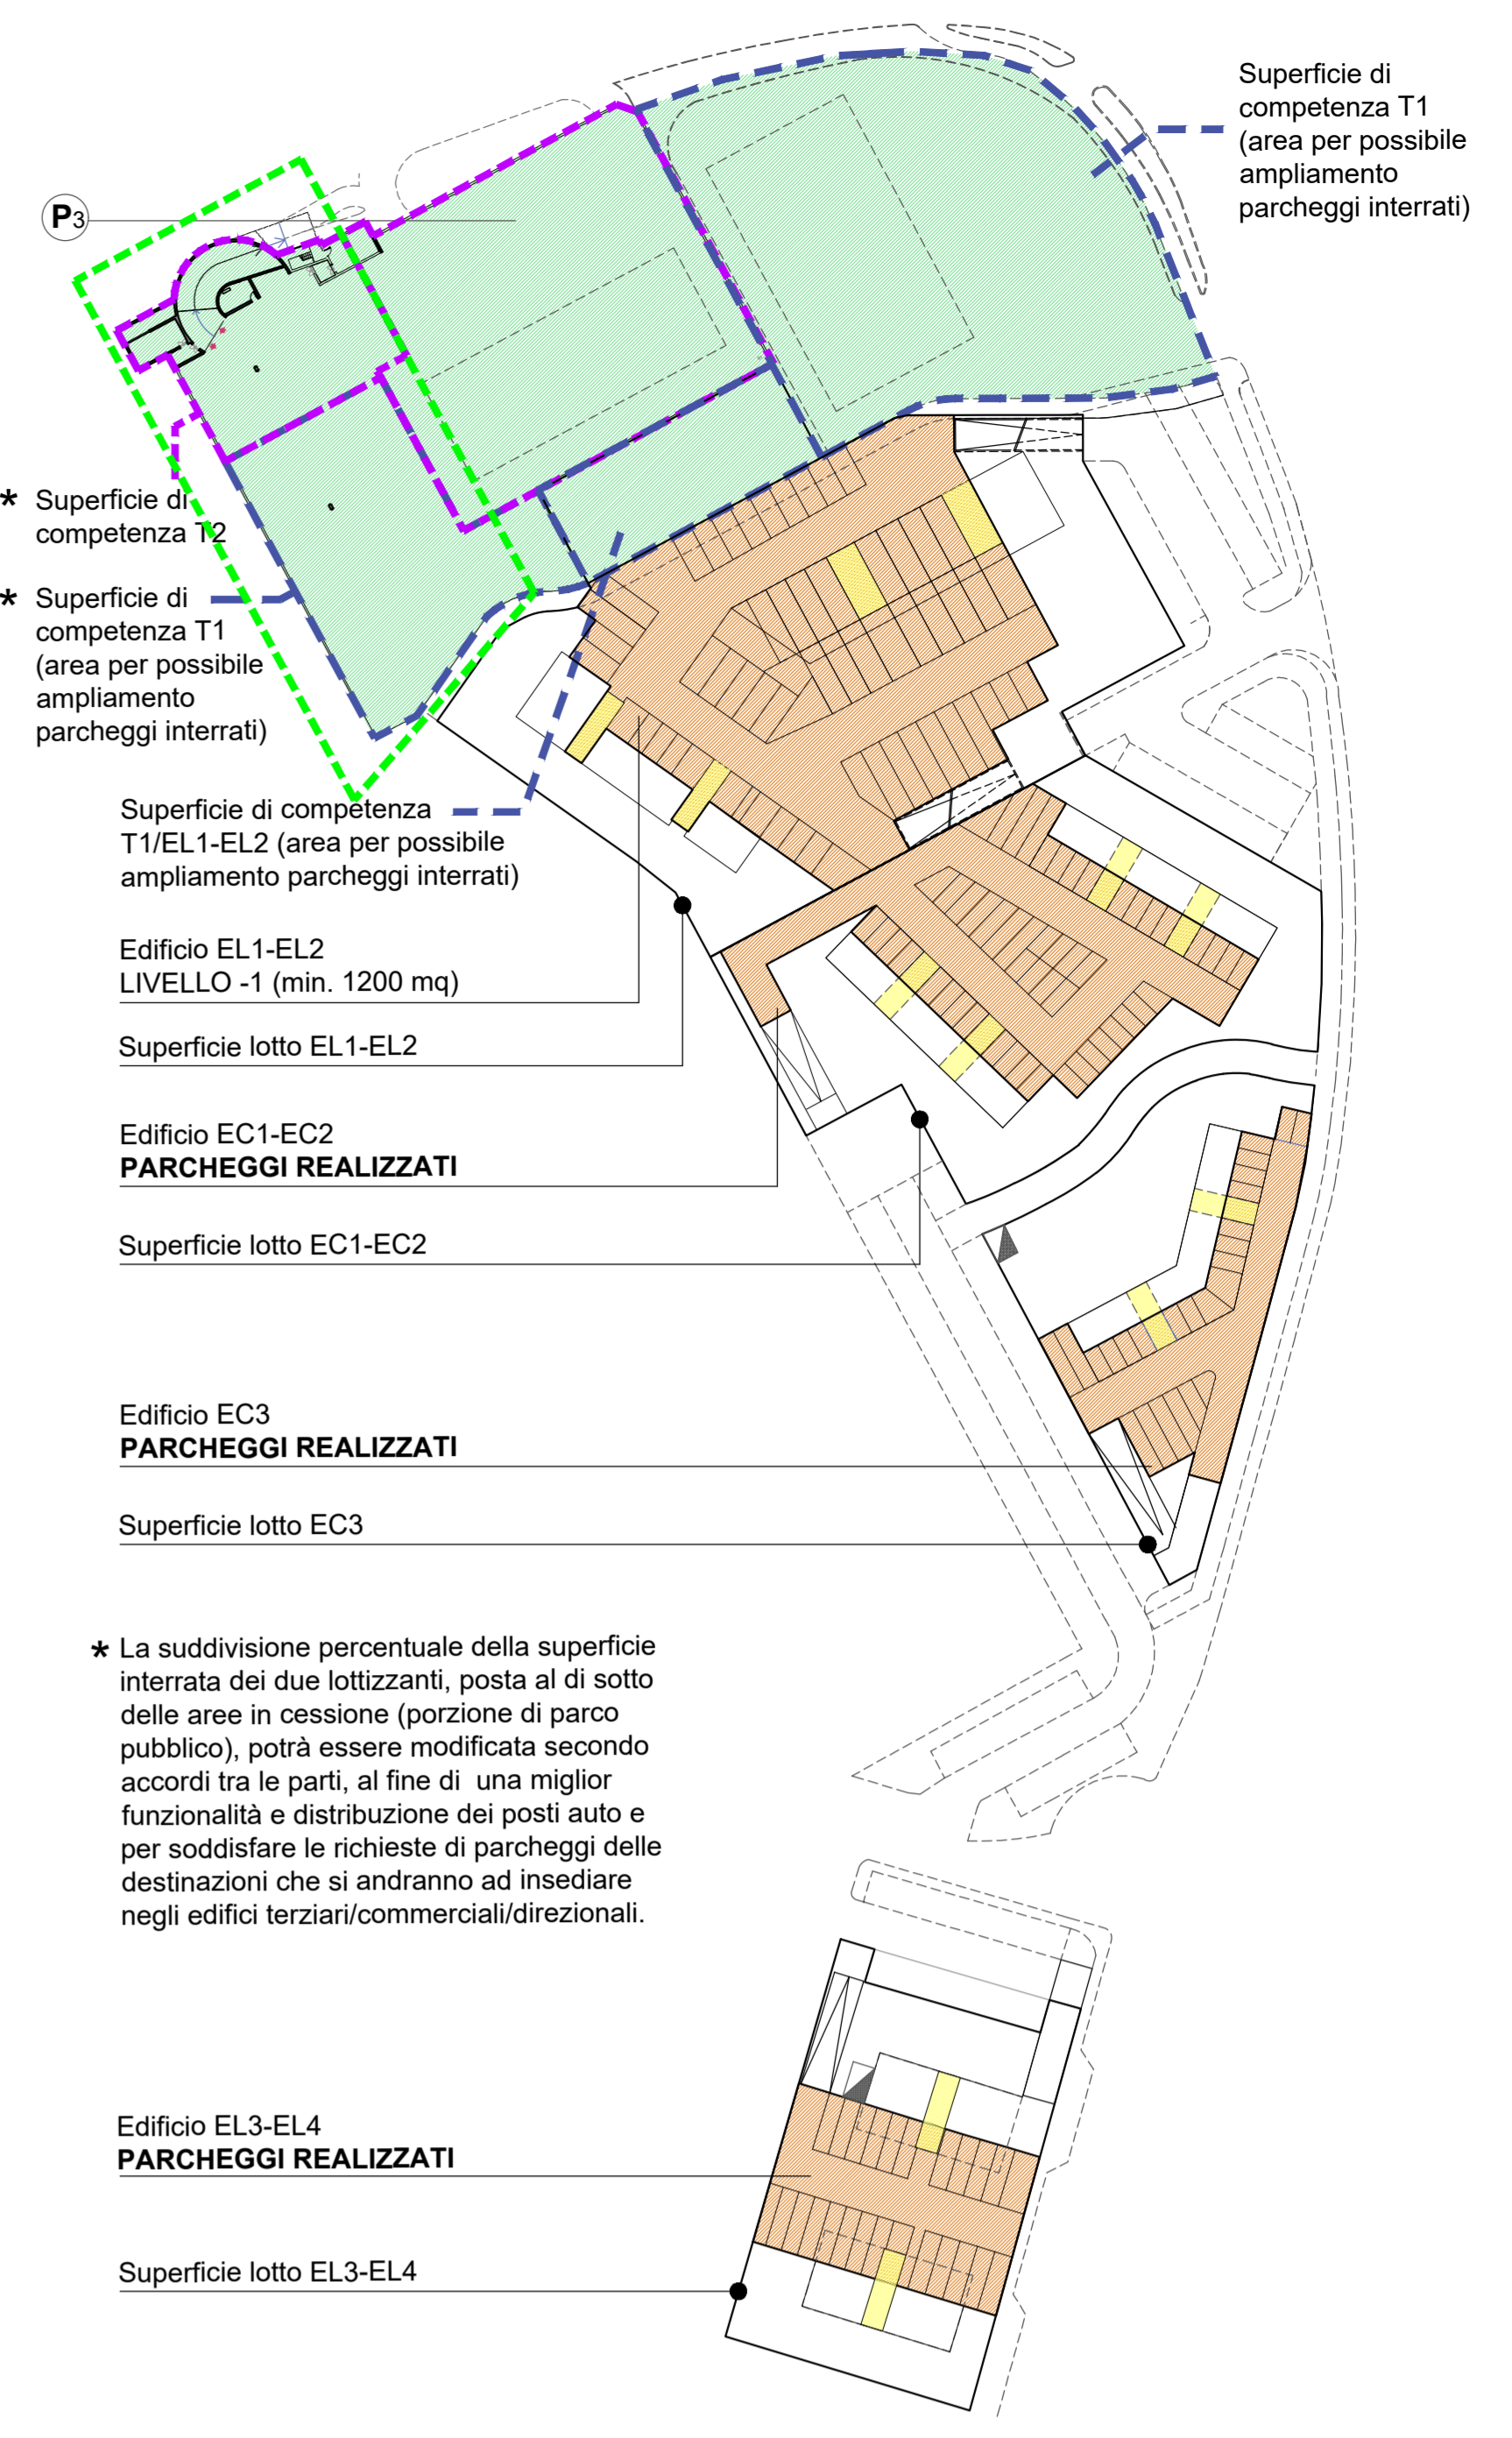 Superficie di
competenza T1
(area per possibile
ampliamento
parcheggi interrati)
P3
* Superficie di
competenza T2
* Superficie di
competenza T1
(area per possibile
ampliamento
parcheggi interrati)
Superficie di competenza
T1/EL1-EL2 (area per possibile
ampliamento parcheggi interrati)
Edificio EL1-EL2
LIVELLO -1 (min. 1200 mq)
Superficie lotto EL1-EL2
Edificio EC1-EC2
PARCHEGGI REALIZZATI
Superficie lotto EC1-EC2
Edificio EC3
PARCHEGGI REALIZZATI
Superficie lotto EC3
* La suddivisione percentuale della superficie
interrata dei due lottizzanti, posta al di sotto
delle aree in cessione (porzione di parco
pubblico), potrà essere modificata secondo
accordi tra le parti, al fine di una miglior
funzionalità e distribuzione dei posti auto e
per soddisfare le richieste di parcheggi delle
destinazioni che si andranno ad insediare
negli edifici terziari/commerciali/direzionali.
Edificio EL3-EL4
PARCHEGGI REALIZZATI
Superficie lotto EL3-EL4